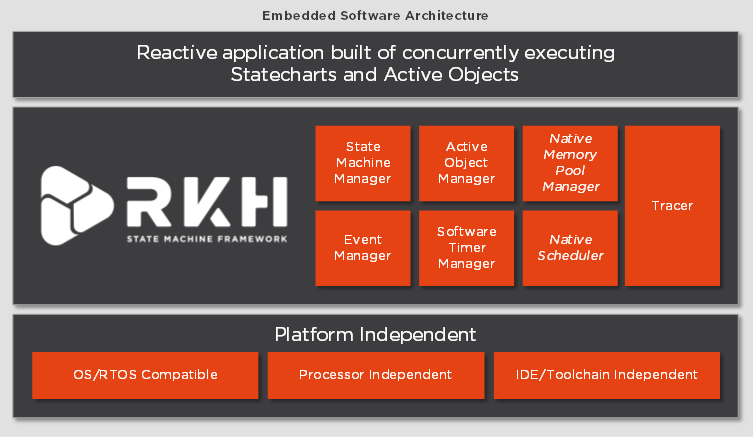 Embedded Software Architecture
Reactive application built of concurrently executing
Statecharts and Active Objects
RKH
STATE MACHINE FRAMEWORK
State
Machine
Manager
Active
Object
Manager
Native
Memory
Pool
Manager
Tracer
Event
Manager
Software
Timer
Manager
Native
Scheduler
Platform Independent
OS/RTOS Compatible
Processor Independent
IDE/Toolchain Independent